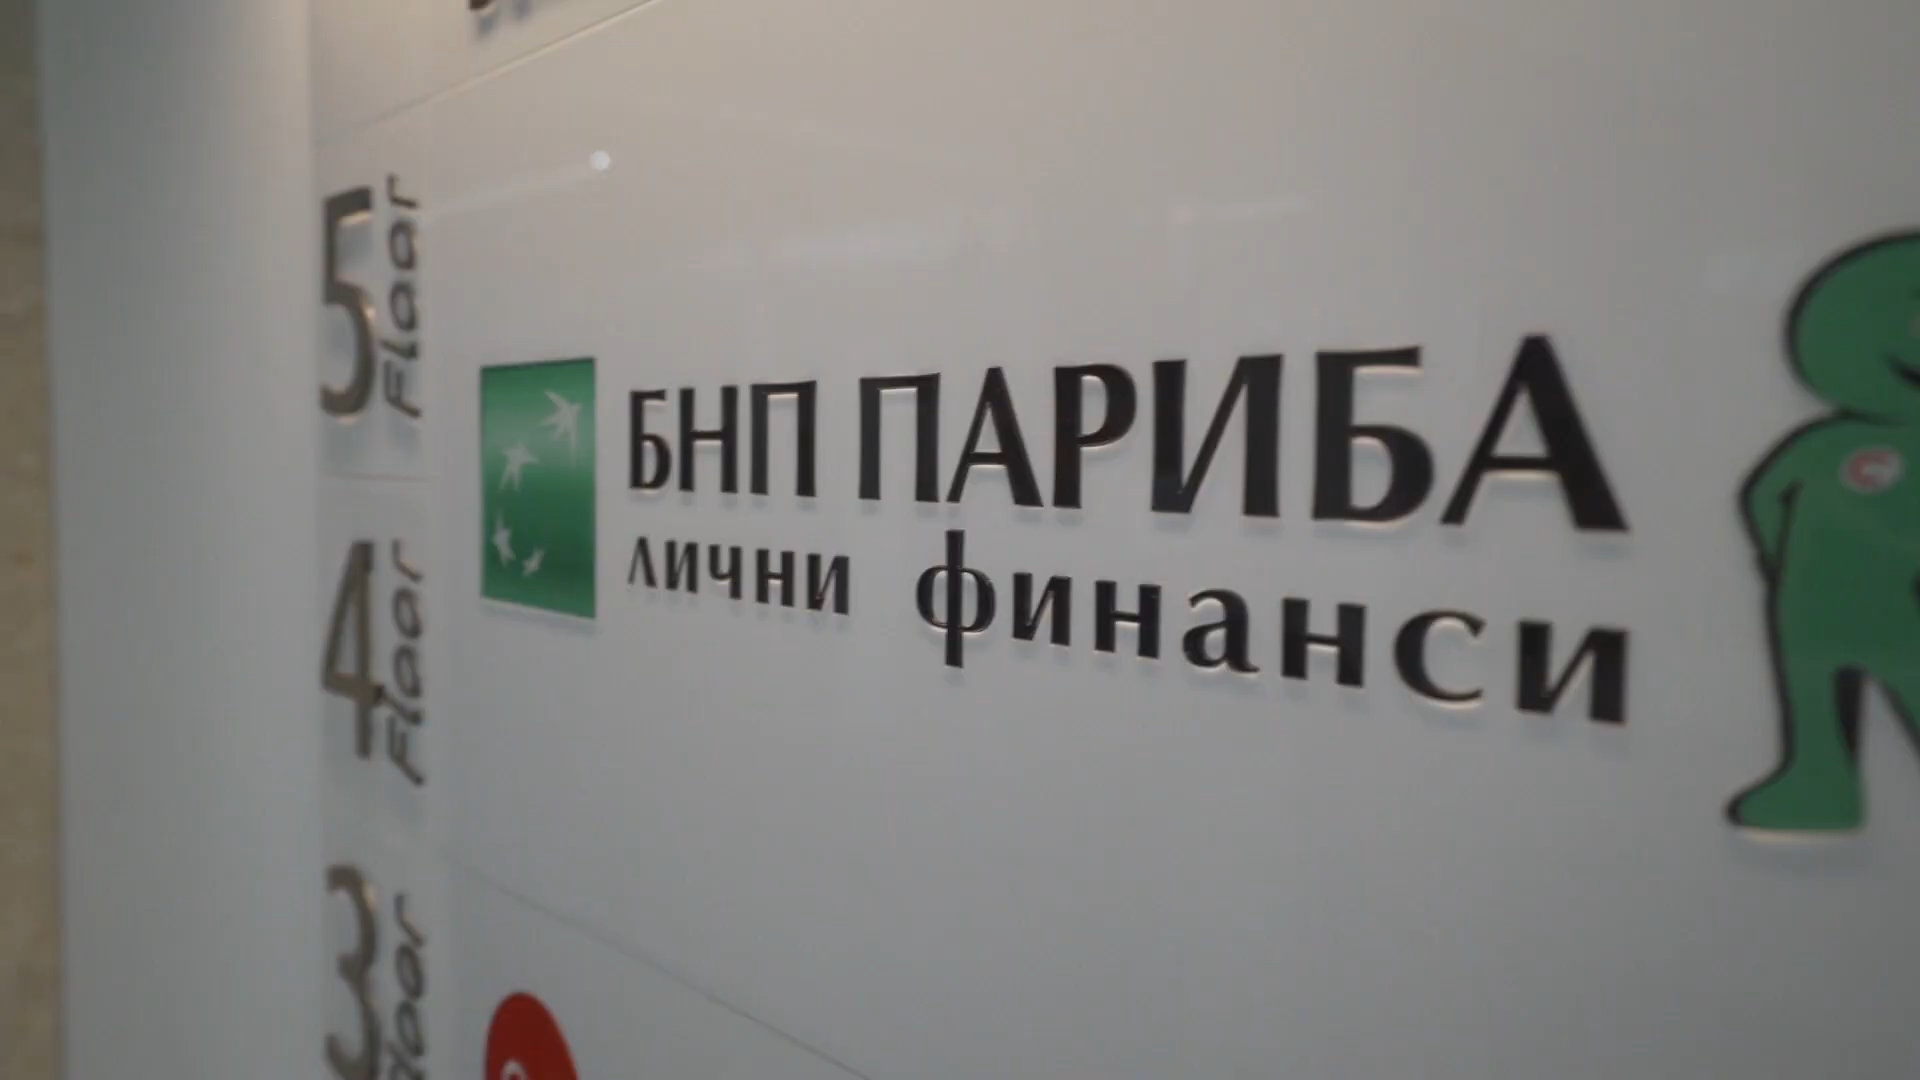 5 Floor
БНП ПАРИБА
лични финанси
4 Floor
3 Floor